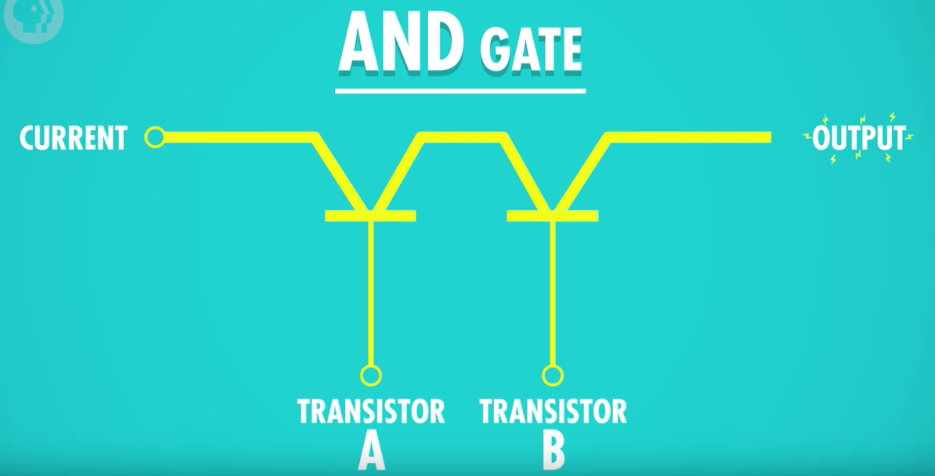 AND GATE
CURRENT
OUTPUT
TRANSISTOR A
TRANSISTOR B